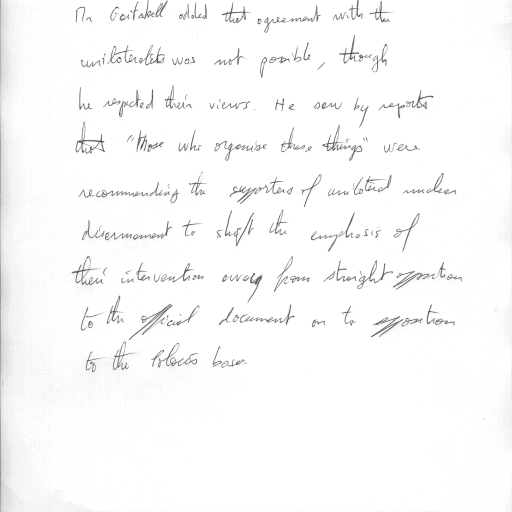 Mr Gaitskell added that agreement with the
unilateralists was not possible, though
he respected their views. He saw by reports
that "those who organise these things" were
recommending the supporters of unilateral nuclear
disarmament to shift the emphasis of
their intervention away from straight opposition
to the official document on to opposition
to the Polaris base.